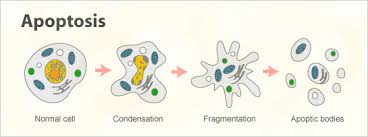 Apoptosis
Normal cell
Condensation
Fragmentation
Apoptic bodies